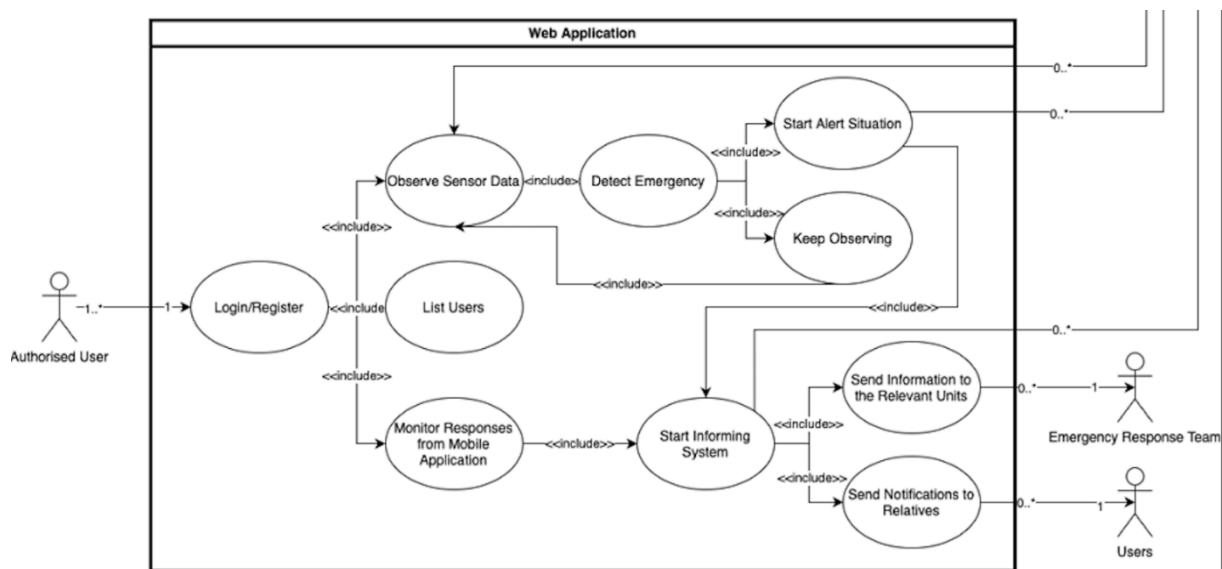 Web Application
0..*
Start Alert Situation
0..*
<<include>>
Observe Sensor Data
<include>
Detect Emergency
<<include>>
<<include>>
Keep Observing
<<include>>
Login/Register
<<include
List Users
1..*
1
Authorised User
<<include>>
0..*
<<include>>
Send Information to
the Relevant Units
0..*
1
Emergency Response Team
<<include>>
Monitor Responses
from Mobile
Application
<<include>>
Start Informing
System
<<include>>
<<include>>
Send Notifications to
Relatives
0..*
1
Users